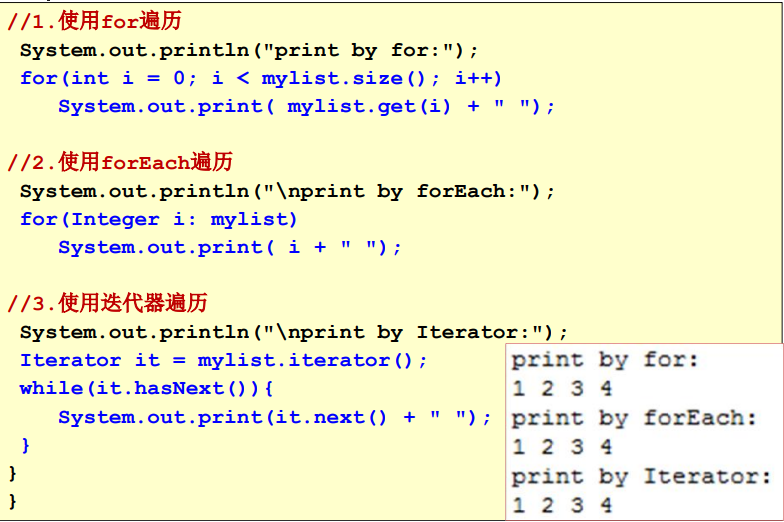 //1.使用for遍历
System.out.println("print by for:");
for(int i = 0; i < mylist.size(); i++)
System.out.print( mylist.get(i) + " ");
//2.使用forEach遍历
System.out.println("\nprint by forEach:");
for(Integer i: mylist)
System.out.print( i + " ");
//3.使用迭代器遍历
System.out.println("\nprint by Iterator:");
Iterator it = mylist.iterator();
while(it.hasNext()){
System.out.print(it.next() + " ");
}
}
}
print by for:
1 2 3 4
print by forEach:
1 2 3 4
print by Iterator:
1 2 3 4